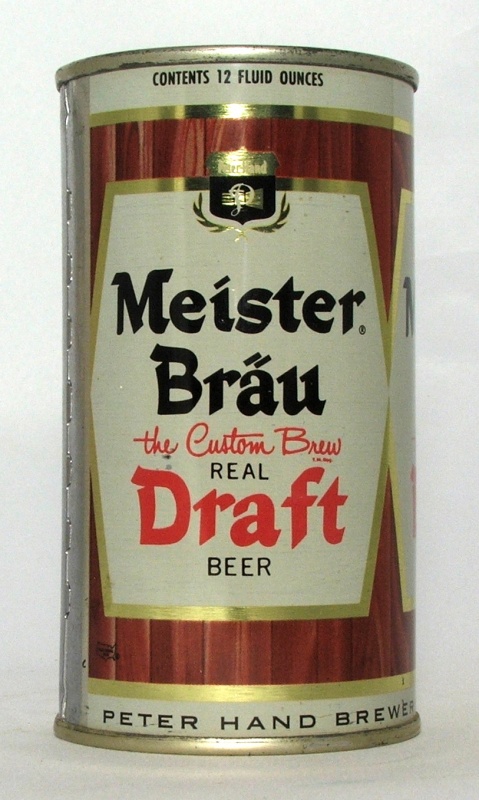 CONTENTS 12 FLUID OUNCES
Meister
Bräu
the Custom Brew
REAL
Draft
BEER
PETER HAND BREWER